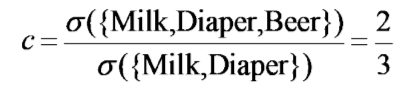 c = σ({Milk,Diaper,Beer}) / σ({Milk,Diaper}) = 2/3